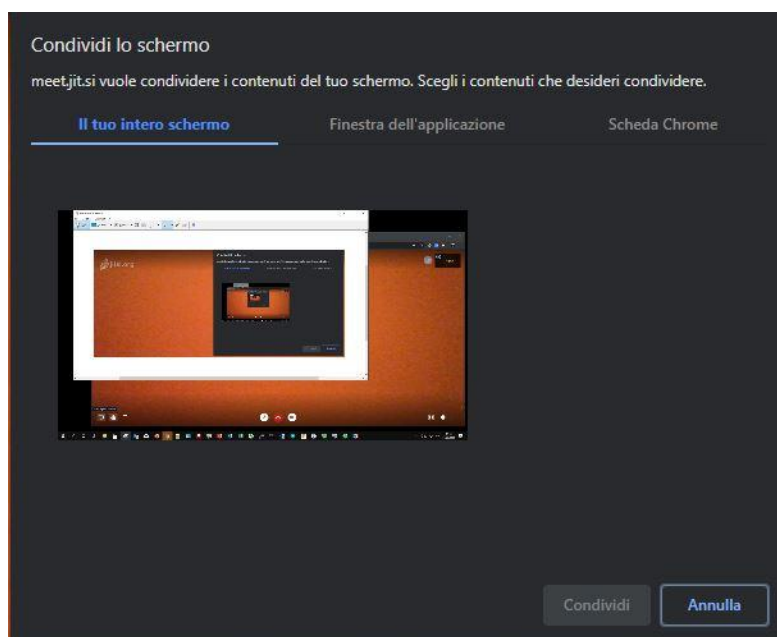 Condividi lo schermo
meet.jit.si vuole condividere i contenuti del tuo schermo. Scegli i contenuti che desideri condividere.
Il tuo intero schermo
Finestra dell'applicazione
Scheda Chrome
Condividi
Annulla